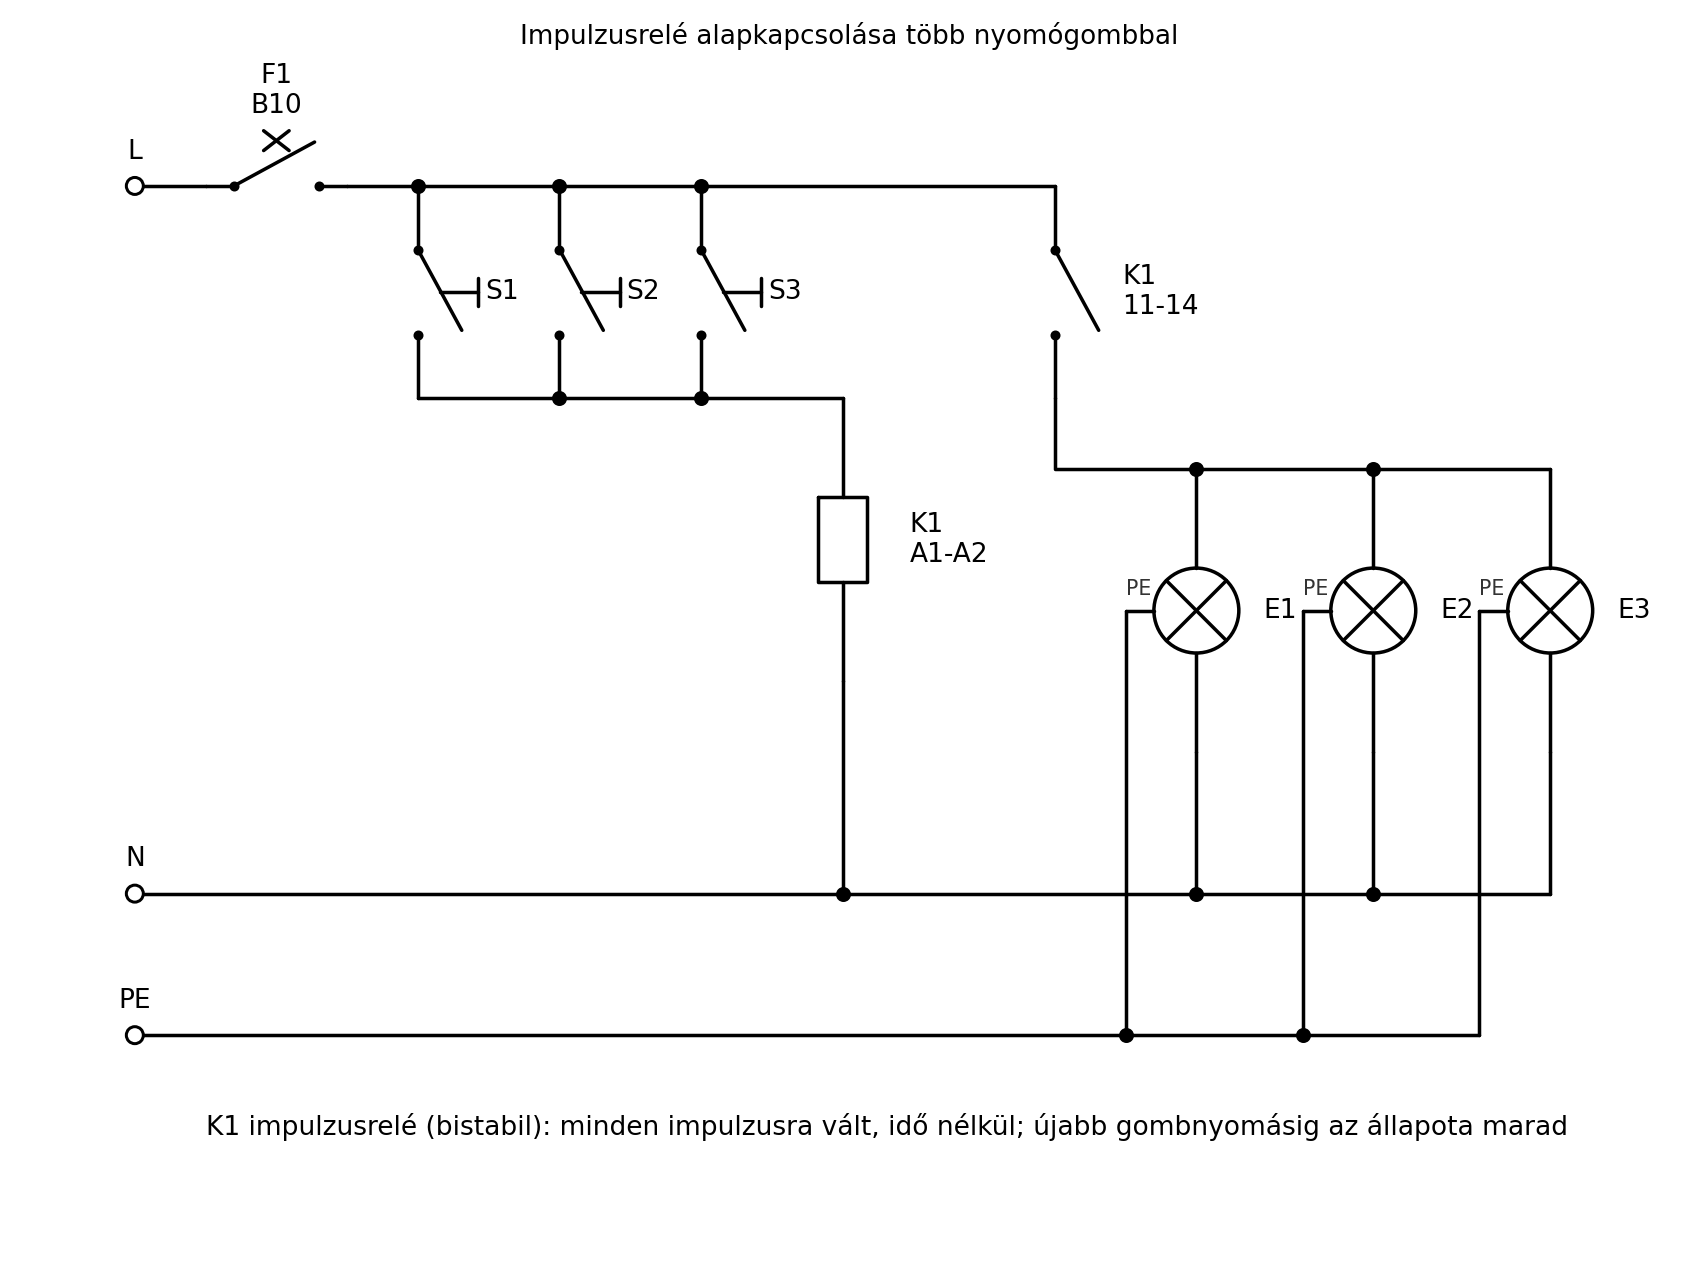 Impulzusrelé alapkapcsolása több nyomógombbal
F1
B10
L
S1
S2
S3
K1
11-14
K1
A1-A2
PE
E1
PE
E2
PE
E3
N
PE
K1 impulzusrelé (bistabil): minden impulzusra vált, idő nélkül; újabb gombnyomásig az állapota marad